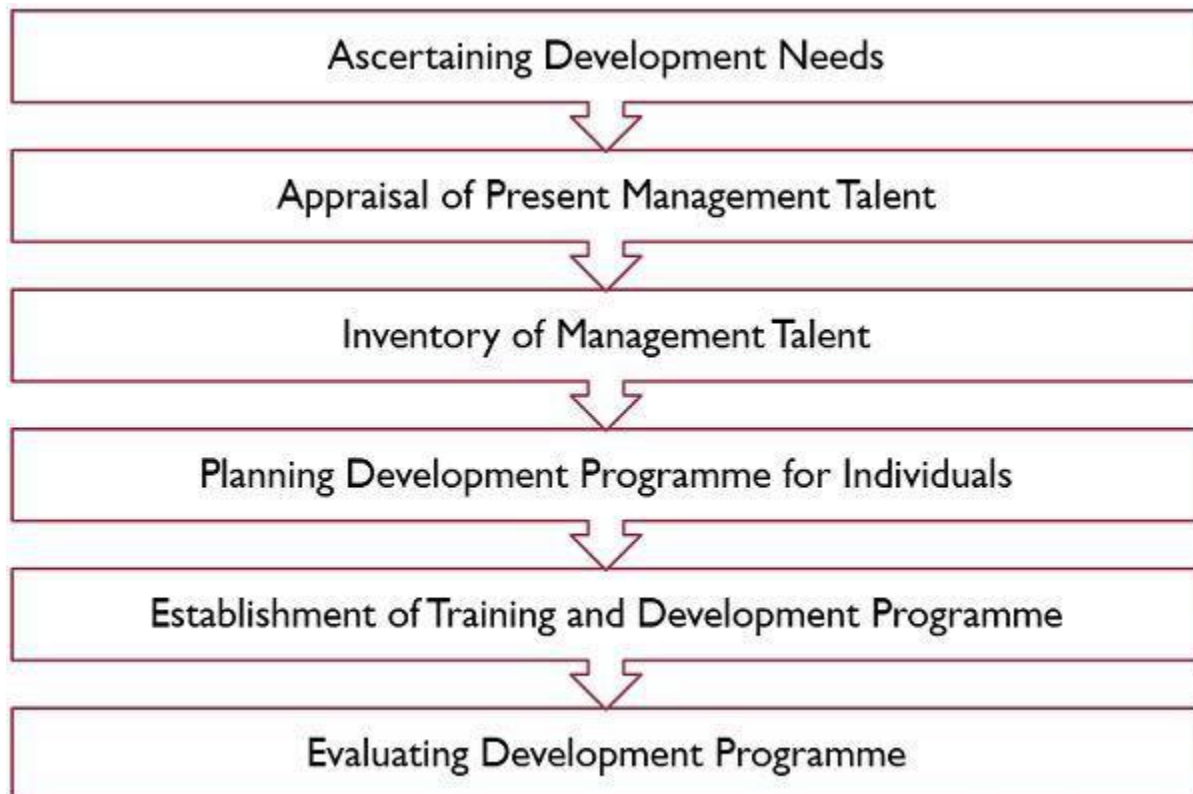 Ascertaining Development Needs
Appraisal of Present Management Talent
Inventory of Management Talent
Planning Development Programme for Individuals
Establishment of Training and Development Programme
Evaluating Development Programme